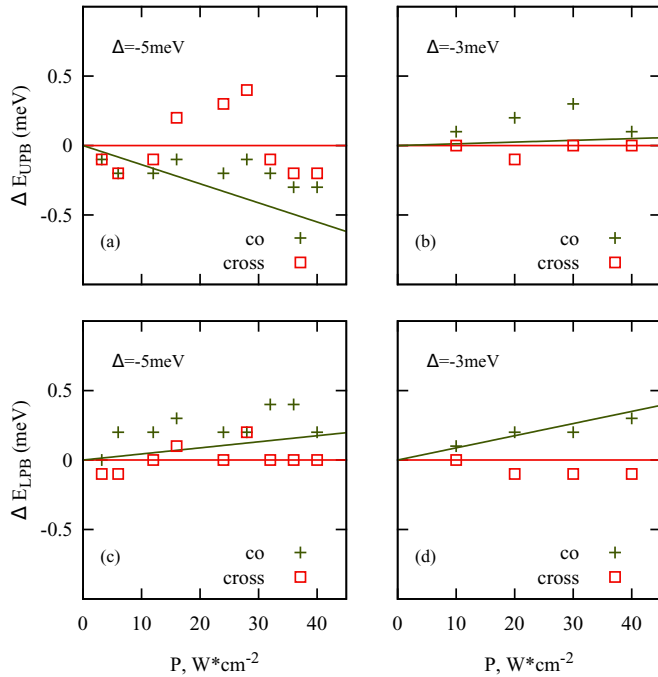 Δ=-5meV
Δ=-3meV
0.5
0
-0.5
Δ E_UPB (meV)
(a)
co
cross
(b)
co
cross
Δ=-5meV
Δ=-3meV
0.5
0
-0.5
Δ E_LPB (meV)
(c)
co
cross
(d)
co
cross
0 10 20 30 40
0 10 20 30 40
P, W*cm⁻²
P, W*cm⁻²